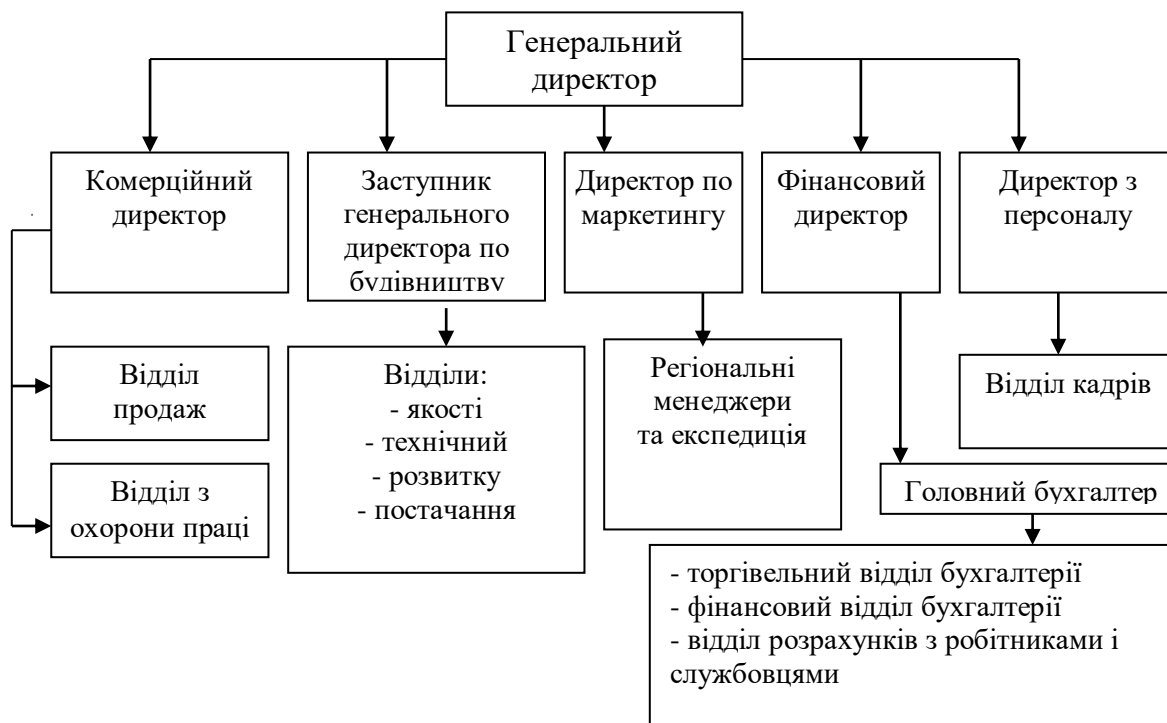 Генеральний
директор
Комерційний
директор
Заступник
генерального
директора по
будівництву
Директор по
маркетингу
Фінансовий
директор
Директор з
персоналу
Відділ
продаж
Відділ з
охорони праці
Відділи:
- якості
- технічний
- розвитку
- постачання
Регіональні
менеджери
та експедиція
Відділ кадрів
Головний бухгалтер
- торгівельний відділ бухгалтерії
- фінансовий відділ бухгалтерії
- відділ розрахунків з робітниками і
службовцями